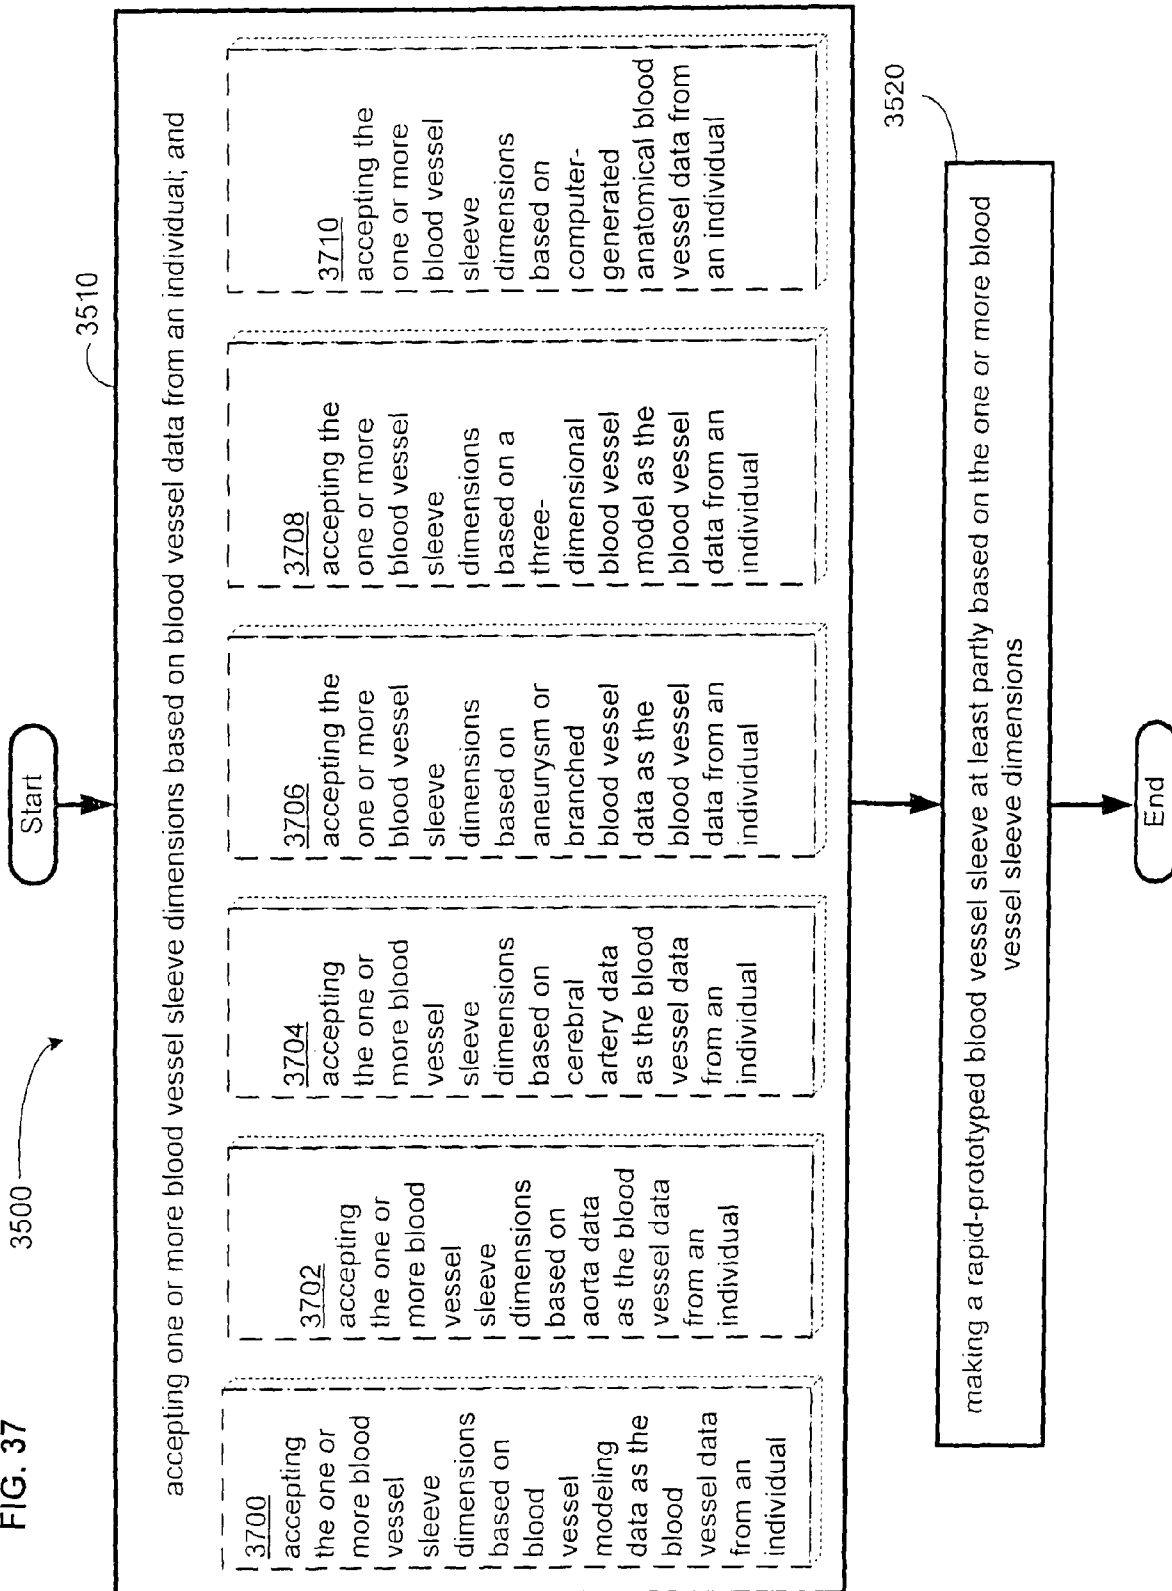 FIG. 37
3500
Start
3510
accepting one or more blood vessel sleeve dimensions based on blood vessel data from an individual; and
3700
accepting
the one or
more blood
vessel
sleeve
dimensions
based on
blood
vessel
modeling
data as the
blood
vessel data
from an
individual
3702
accepting
the one or
more blood
vessel
sleeve
dimensions
based on
aorta data
as the blood
vessel data
from an
individual
3704
accepting
the one or
more blood
vessel
sleeve
dimensions
based on
cerebral
artery data
as the blood
vessel data
from an
individual
3706
accepting the
one or more
blood vessel
sleeve
dimensions
based on
aneurysm or
branched
blood vessel
data as the
blood vessel
data from an
individual
3708
accepting the
one or more
blood vessel
sleeve
dimensions
based on a
three-
dimensional
blood vessel
model as the
blood vessel
data from an
individual
3710
accepting the
one or more
blood vessel
sleeve
dimensions
based on
computer-
generated
anatomical blood
vessel data from
an individual
3520
making a rapid-prototyped blood vessel sleeve at least partly based on the one or more blood
vessel sleeve dimensions
End